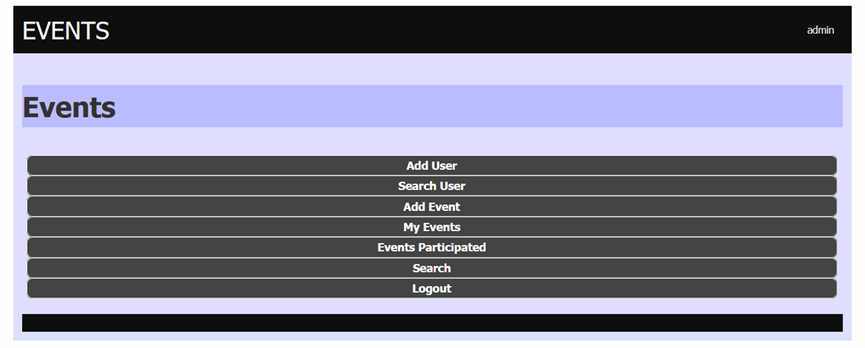 EVENTS
admin
Events
Add User
Search User
Add Event
My Events
Events Participated
Search
Logout